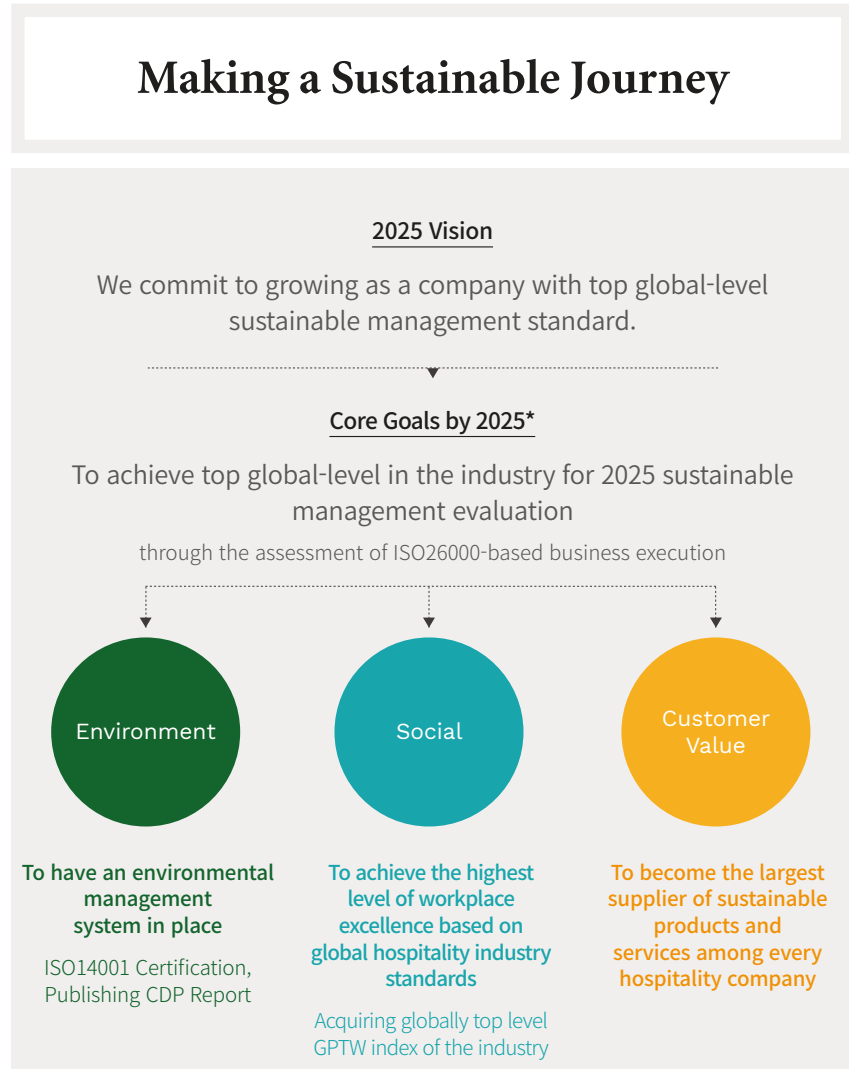 Making a Sustainable Journey
2025 Vision
We commit to growing as a company with top global-level
sustainable management standard.
Core Goals by 2025*
To achieve top global-level in the industry for 2025 sustainable
management evaluation
through the assessment of ISO26000-based business execution
Environment
To have an environmental
management
system in place
ISO14001 Certification,
Publishing CDP Report
Social
To achieve the highest
level of workplace
excellence based on
global hospitality industry
standards
Acquiring globally top level
GPTW index of the industry
Customer
Value
To become the largest
supplier of sustainable
products and
services among every
hospitality company